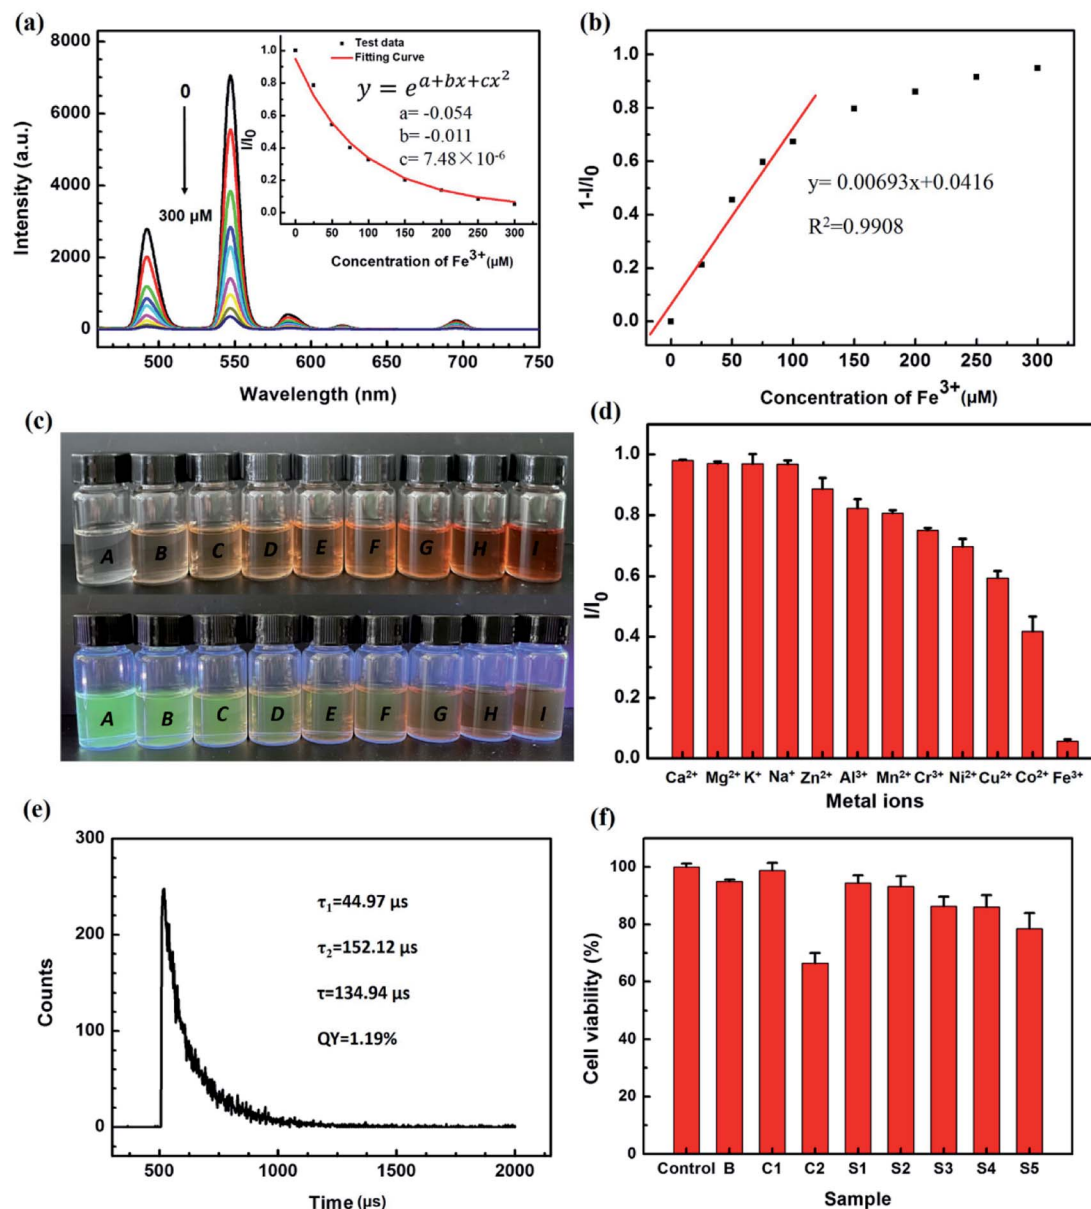 (a)
8000
6000
4000
2000
0
Intensity (a.u.)
0
300 µM
500 550 600 650 700 750
Wavelength (nm)
Test data
Fitting Curve
y = e^{a+bx+cx^2}
a= -0.054
b= -0.011
c= 7.48×10⁻⁶
1.0
0.8
0.6
0.4
0.2
0.0
I/I₀
0 50 100 150 200 250 300
Concentration of Fe³⁺(µM)
(b)
1.0
0.8
0.6
0.4
0.2
0.0
1-I/I₀
y= 0.00693x+0.0416
R²=0.9908
0 50 100 150 200 250 300
Concentration of Fe³⁺(µM)
(c)
A B C D E F G H I
A B C D E F G H I
(d)
1.0
0.8
0.6
0.4
0.2
0.0
I/I₀
Ca²⁺ Mg²⁺ K⁺ Na⁺ Zn²⁺ Al³⁺ Mn²⁺ Cr³⁺ Ni²⁺ Cu²⁺ Co²⁺ Fe³⁺
Metal ions
(e)
300
200
100
0
Counts
τ₁=44.97 µs
τ₂=152.12 µs
τ=134.94 µs
QY=1.19%
500 1000 1500 2000
Time (µs)
(f)
100
80
60
40
20
0
Cell viability (%)
Control B C1 C2 S1 S2 S3 S4 S5
Sample